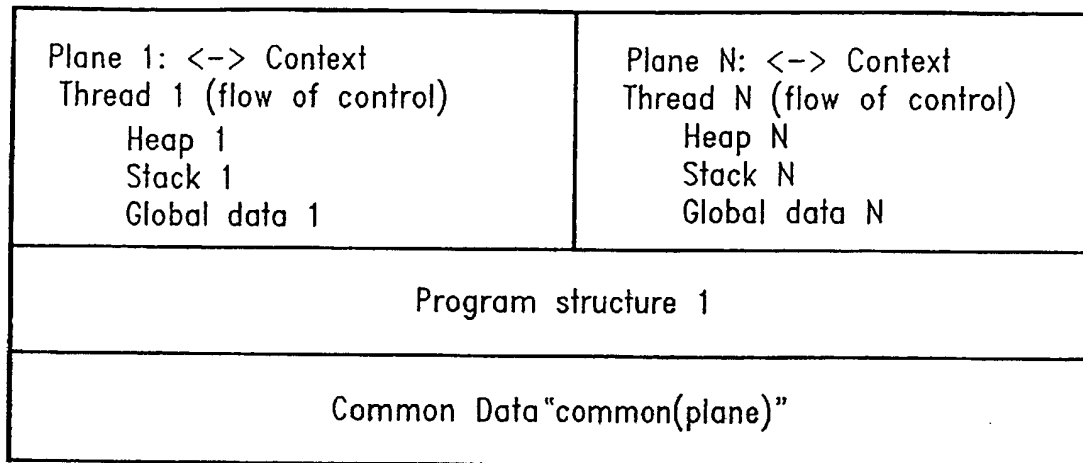 Plane 1: <-> Context
Thread 1 (flow of control)
Heap 1
Stack 1
Global data 1
Plane N: <-> Context
Thread N (flow of control)
Heap N
Stack N
Global data N
Program structure 1
Common Data"common(plane)"